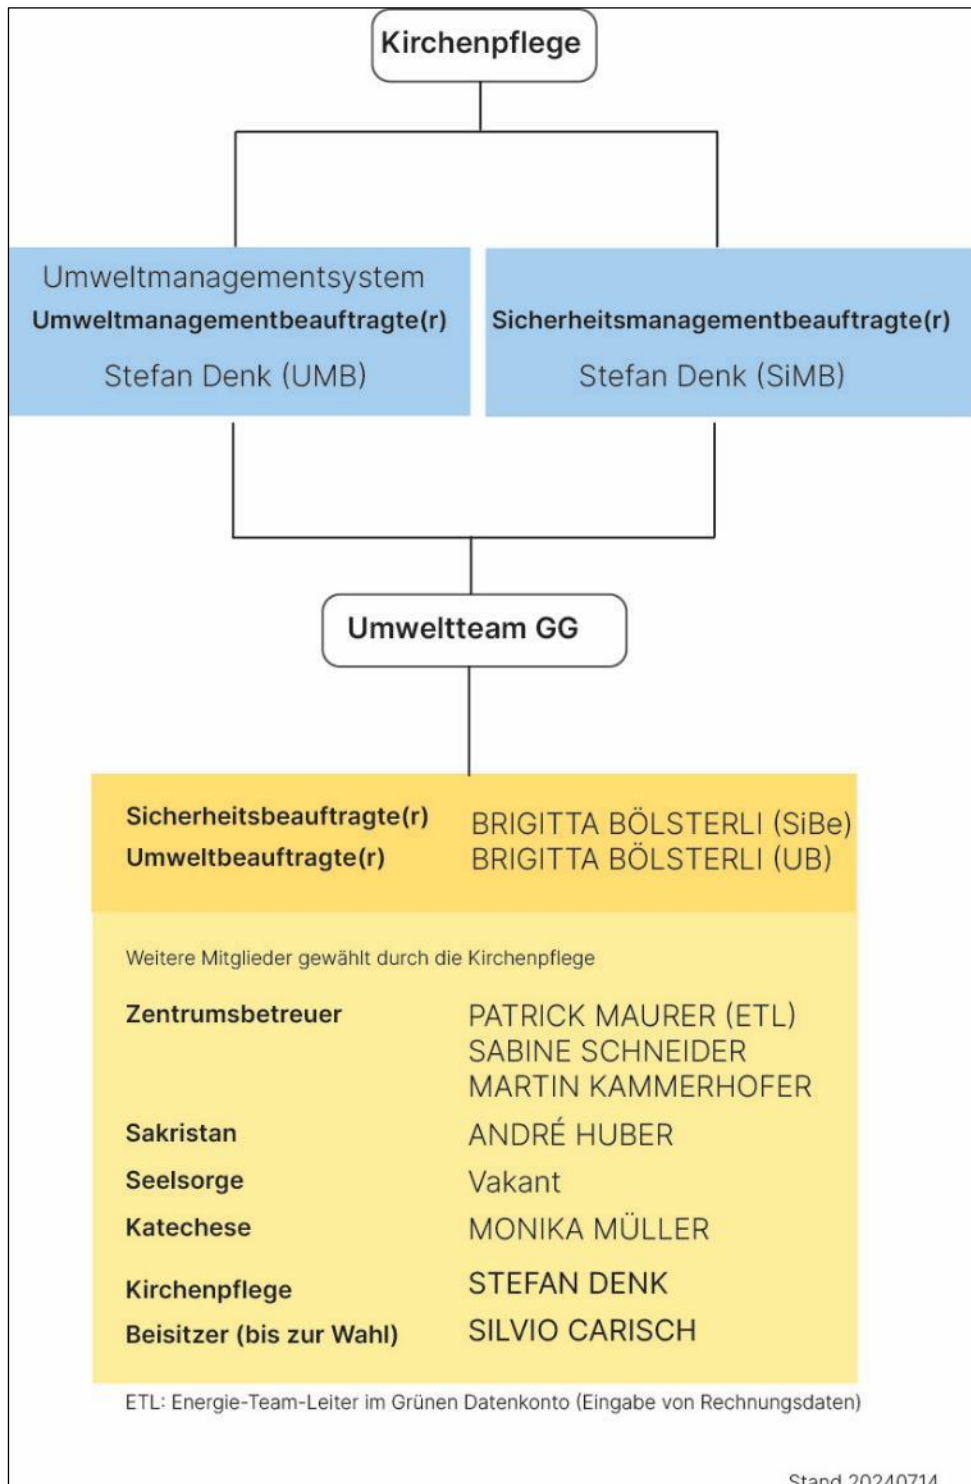 Kirchenpflege
Umweltmanagementsystem
Umweltmanagementbeauftragte(r)
Stefan Denk (UMB)
Sicherheitsmanagementbeauftragte(r)
Stefan Denk (SiMB)
Umweltteam GG
Sicherheitsbeauftragte(r) BRIGITTA BÖLSTERLI (SiBe)
Umweltbeauftragte(r) BRIGITTA BÖLSTERLI (UB)
Weitere Mitglieder gewählt durch die Kirchenpflege
Zentrumsbetreuer PATRICK MAURER (ETL)
SABINE SCHNEIDER
MARTIN KAMMERHOFER
Sakristan ANDRÉ HUBER
Seelsorge Vakant
Katechese MONIKA MÜLLER
Kirchenpflege STEFAN DENK
Beisitzer (bis zur Wahl) SILVIO CARISCH
ETL: Energie-Team-Leiter im Grünen Datenkonto (Eingabe von Rechnungsdaten)
Stand 20240714